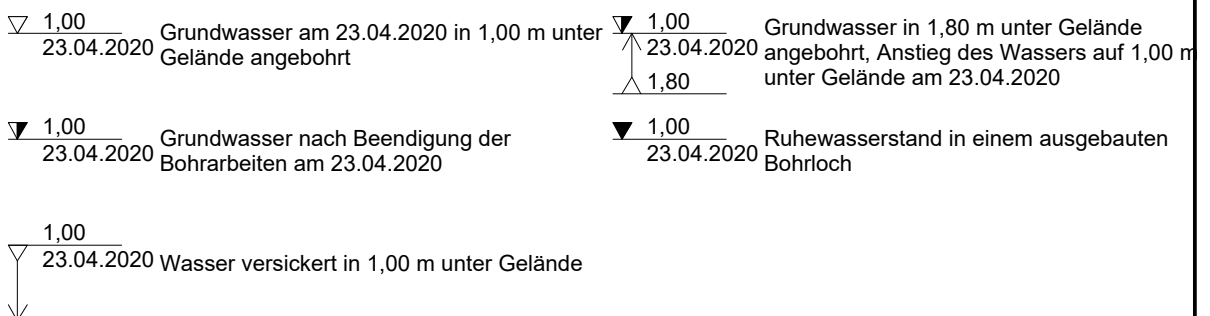 1,00
23.04.2020
Grundwasser am 23.04.2020 in 1,00 m unter
Gelände angebohrt
1,00
23.04.2020
1,80
Grundwasser in 1,80 m unter Gelände
angebohrt, Anstieg des Wassers auf 1,00 m
unter Gelände am 23.04.2020
1,00
23.04.2020
Grundwasser nach Beendigung der
Bohrarbeiten am 23.04.2020
1,00
23.04.2020
Ruhewasserstand in einem ausgebauten
Bohrloch
1,00
23.04.2020
Wasser versickert in 1,00 m unter Gelände